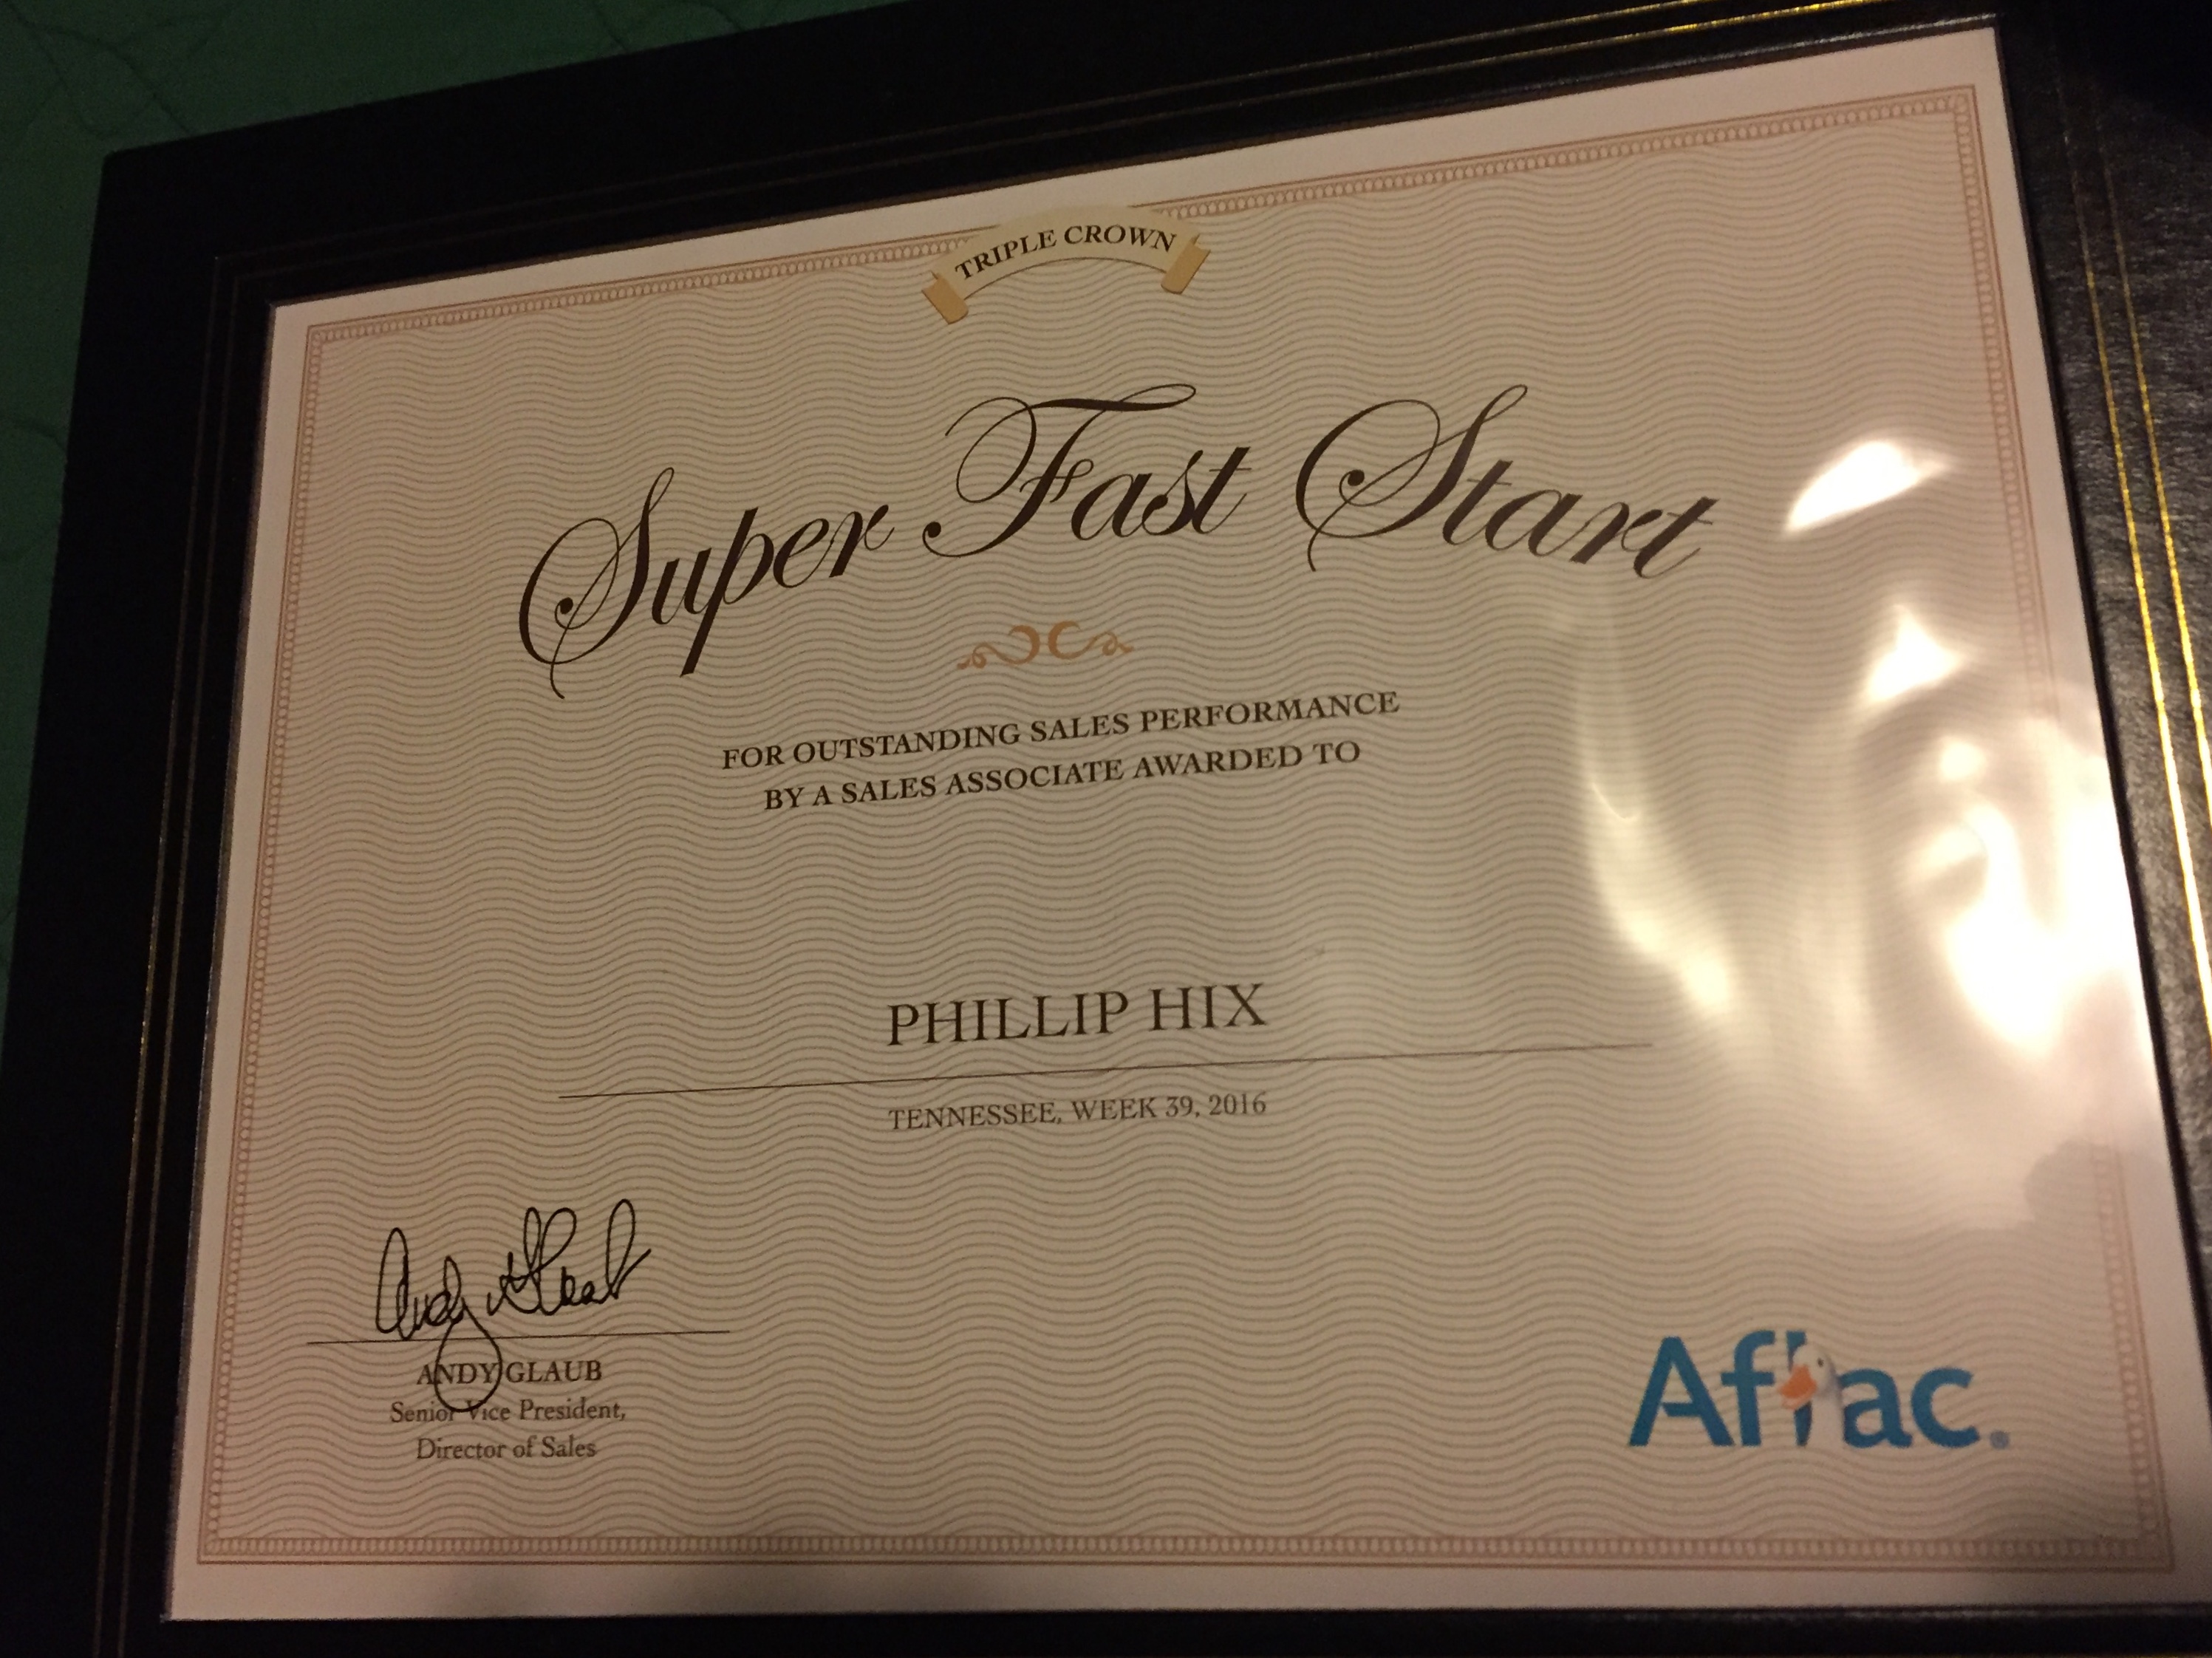 TRIPLE CROWN
Super Fast Start
FOR OUTSTANDING SALES PERFORMANCE
BY A SALES ASSOCIATE AWARDED TO
PHILLIP HIX
TENNESSEE, WEEK 39, 2016
Andy Glaub
ANDY GLAUB
Senior Vice President,
Director of Sales
Aflac®